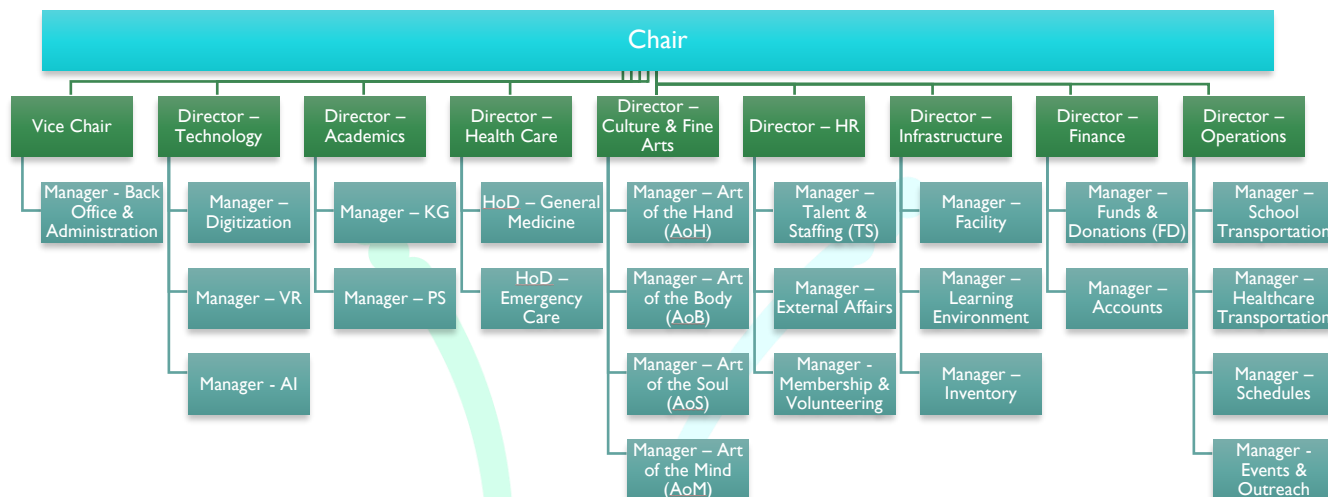 Chair
Vice Chair
Director –
Technology
Director –
Academics
Director –
Health Care
Director –
Culture & Fine
Arts
Director – HR
Director –
Infrastructure
Director –
Finance
Director –
Operations
Manager - Back
Office &
Administration
Manager –
Digitization
Manager – VR
Manager - AI
Manager – KG
Manager – PS
HoD – General
Medicine
HoD –
Emergency
Care
Manager – Art
of the Hand
(AoH)
Manager – Art
of the Body
(AoB)
Manager – Art
of the Soul
(AoS)
Manager – Art
of the Mind
(AoM)
Manager –
Talent &
Staffing (TS)
Manager –
External Affairs
Manager -
Membership &
Volunteering
Manager –
Facility
Manager –
Learning
Environment
Manager –
Inventory
Manager –
Funds &
Donations (FD)
Manager –
Accounts
Manager –
School
Transportation
Manager –
Healthcare
Transportation
Manager –
Schedules
Manager -
Events &
Outreach